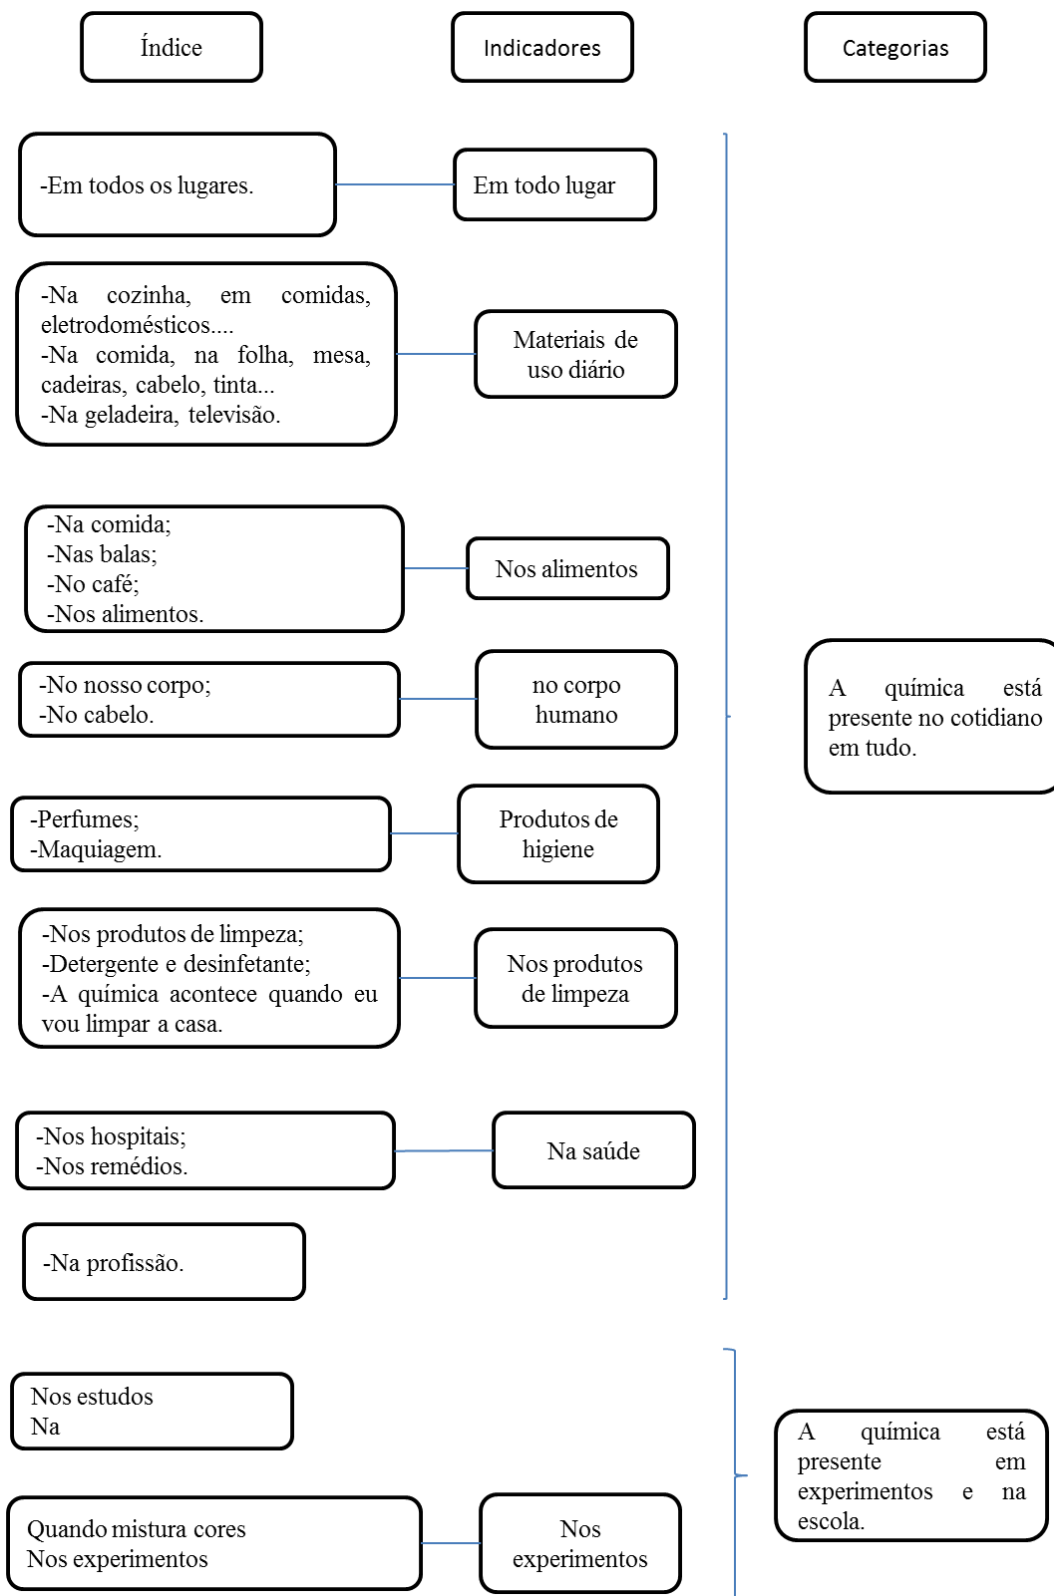 Índice
Indicadores
Categorias
-Em todos os lugares.
Em todo lugar
-Na cozinha, em comidas,
eletrodomésticos....
-Na comida, na folha, mesa,
cadeiras, cabelo, tinta...
-Na geladeira, televisão.
Materiais de
uso diário
-Na comida;
-Nas balas;
-No café;
-Nos alimentos.
Nos alimentos
-No nosso corpo;
-No cabelo.
no corpo
humano
-Perfumes;
-Maquiagem.
Produtos de
higiene
-Nos produtos de limpeza;
-Detergente e desinfetante;
-A química acontece quando eu
vou limpar a casa.
Nos produtos
de limpeza
-Nos hospitais;
-Nos remédios.
Na saúde
-Na profissão.
A química está
presente no cotidiano
em tudo.
Nos estudos
Na
Quando mistura cores
Nos experimentos
Nos
experimentos
A química está
presente em
experimentos e na
escola.